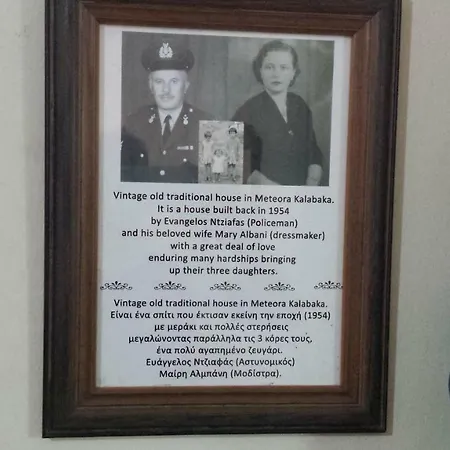 Vintage old traditional house in Meteora Kalabaka.
It is a house built back in 1954
by Evangelos Ntziafas (Policeman)
and his beloved wife Mary Albani (dressmaker)
with a great deal of love
enduring many hardships bringing
up their three daughters.
Vintage old traditional house in Meteora Kalabaka.
Είναι ένα σπίτι που έκτισαν εκείνη την εποχή (1954)
με μεράκι και πολλές στερήσεις
μεγαλώνοντας παράλληλα τις 3 κόρες τους,
ένα πολύ αγαπημένο ζευγάρι.
Ευάγγελος Ντζιαφάς (Αστυνομικός)
Μαίρη Αλμπάνη (Μοδίστρα).